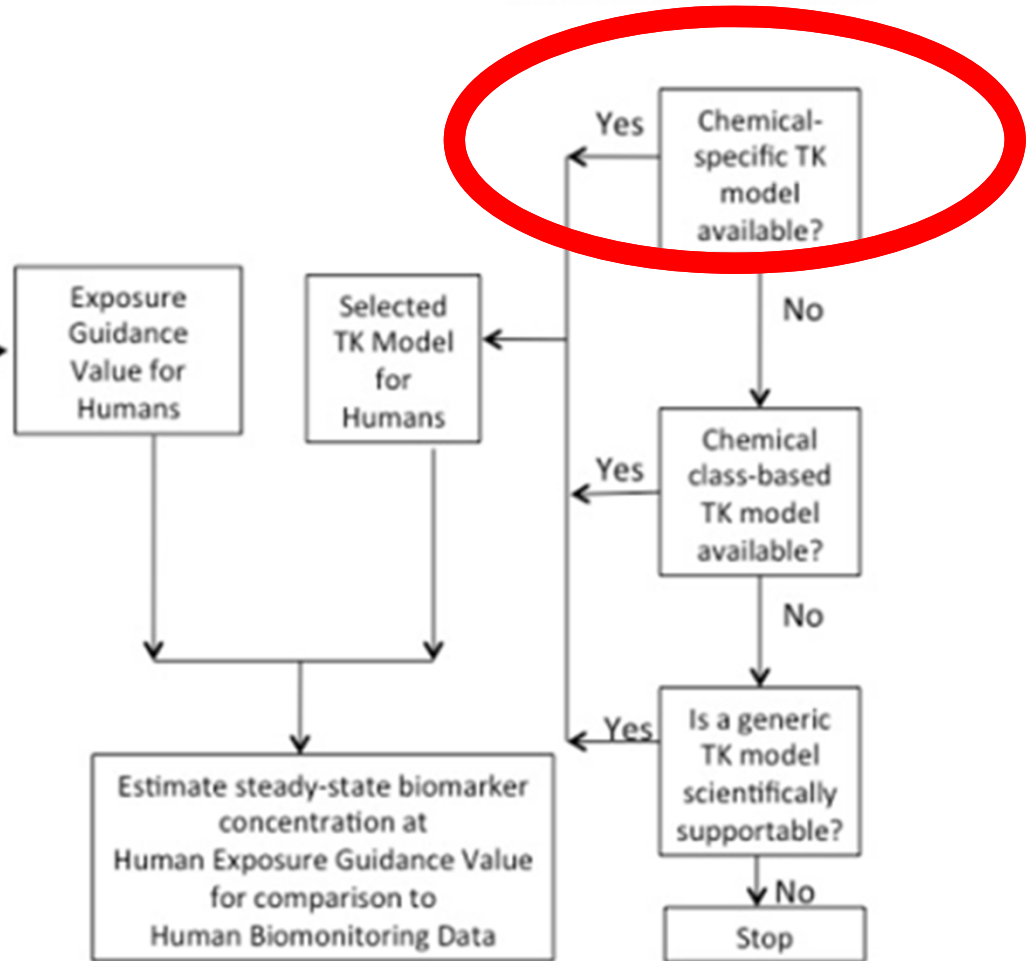 Yes
Chemical-
specific TK
model
available?
Exposure
Guidance
Value for
Humans
Selected
TK Model
for
Humans
No
Yes
Chemical
class-based
TK model
available?
No
Yes
Is a generic
TK model
scientifically
supportable?
Estimate steady-state biomarker
concentration at
Human Exposure Guidance Value
for comparison to
Human Biomonitoring Data
No
Stop